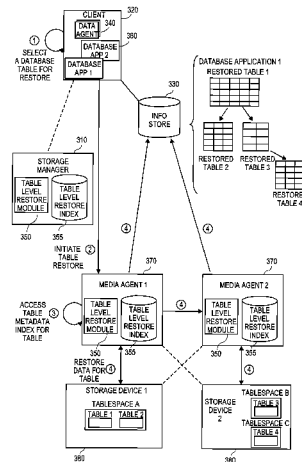 CLIENT
320
DATA
AGENT
340
360
DATABASE
APP 2
DATABASE
APP 1
1
SELECT
A DATABASE
TABLE FOR
RESTORE
330
INFO
STORE
DATABASE APPLICATION 1
RESTORED TABLE 1
RESTORED
TABLE 2
RESTORED
TABLE 3
RESTORED
TABLE 4
310
STORAGE
MANAGER
TABLE
LEVEL
RESTORE
MODULE
TABLE
LEVEL
RESTORE
INDEX
350
355
2
INITIATE
TABLE
RESTORE
4
4
370
MEDIA AGENT 1
TABLE
LEVEL
RESTORE
MODULE
TABLE
LEVEL
RESTORE
INDEX
350
355
3
ACCESS
TABLE
METADATA
INDEX FOR
TABLE
4
370
MEDIA AGENT 2
TABLE
LEVEL
RESTORE
MODULE
TABLE
LEVEL
RESTORE
INDEX
350
355
RESTORE
DATA FOR
TABLE
4
4
STORAGE DEVICE 1
TABLESPACE A
TABLE 1
TABLE 2
380
STORAGE
DEVICE
2
TABLESPACE B
TABLE 3
TABLESPACE C
TABLE 4
380